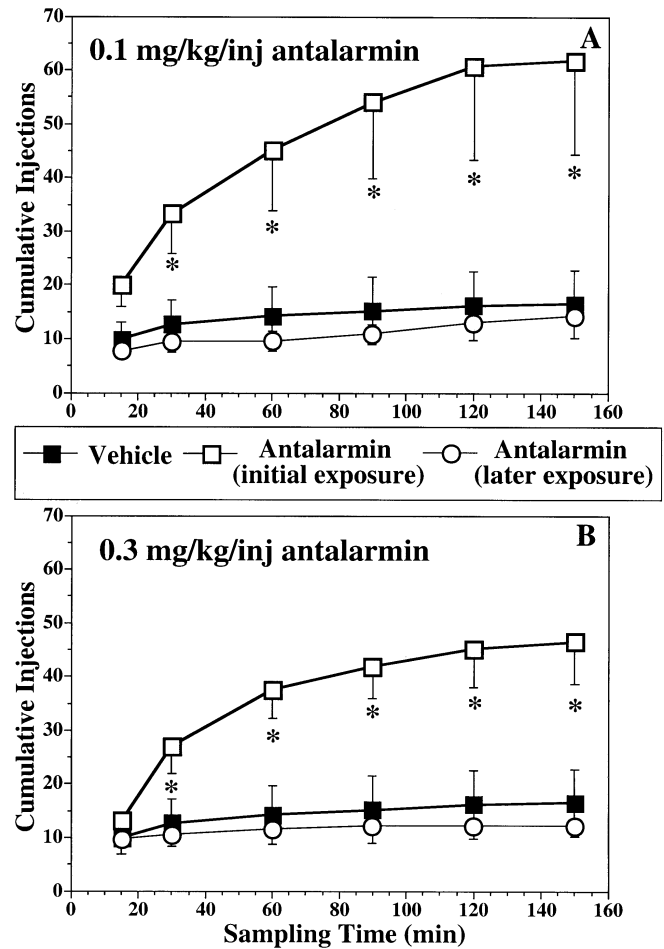 70
0.1 mg/kg/inj antalarmin
A
60
50
40
30
20
10
0
Cumulative Injections
*
*
*
*
*
0 20 40 60 80 100 120 140 160
Vehicle
Antalarmin
(initial exposure)
Antalarmin
(later exposure)
70
0.3 mg/kg/inj antalarmin
B
60
50
40
30
20
10
0
Cumulative Injections
*
*
*
*
*
0 20 40 60 80 100 120 140 160
Sampling Time (min)